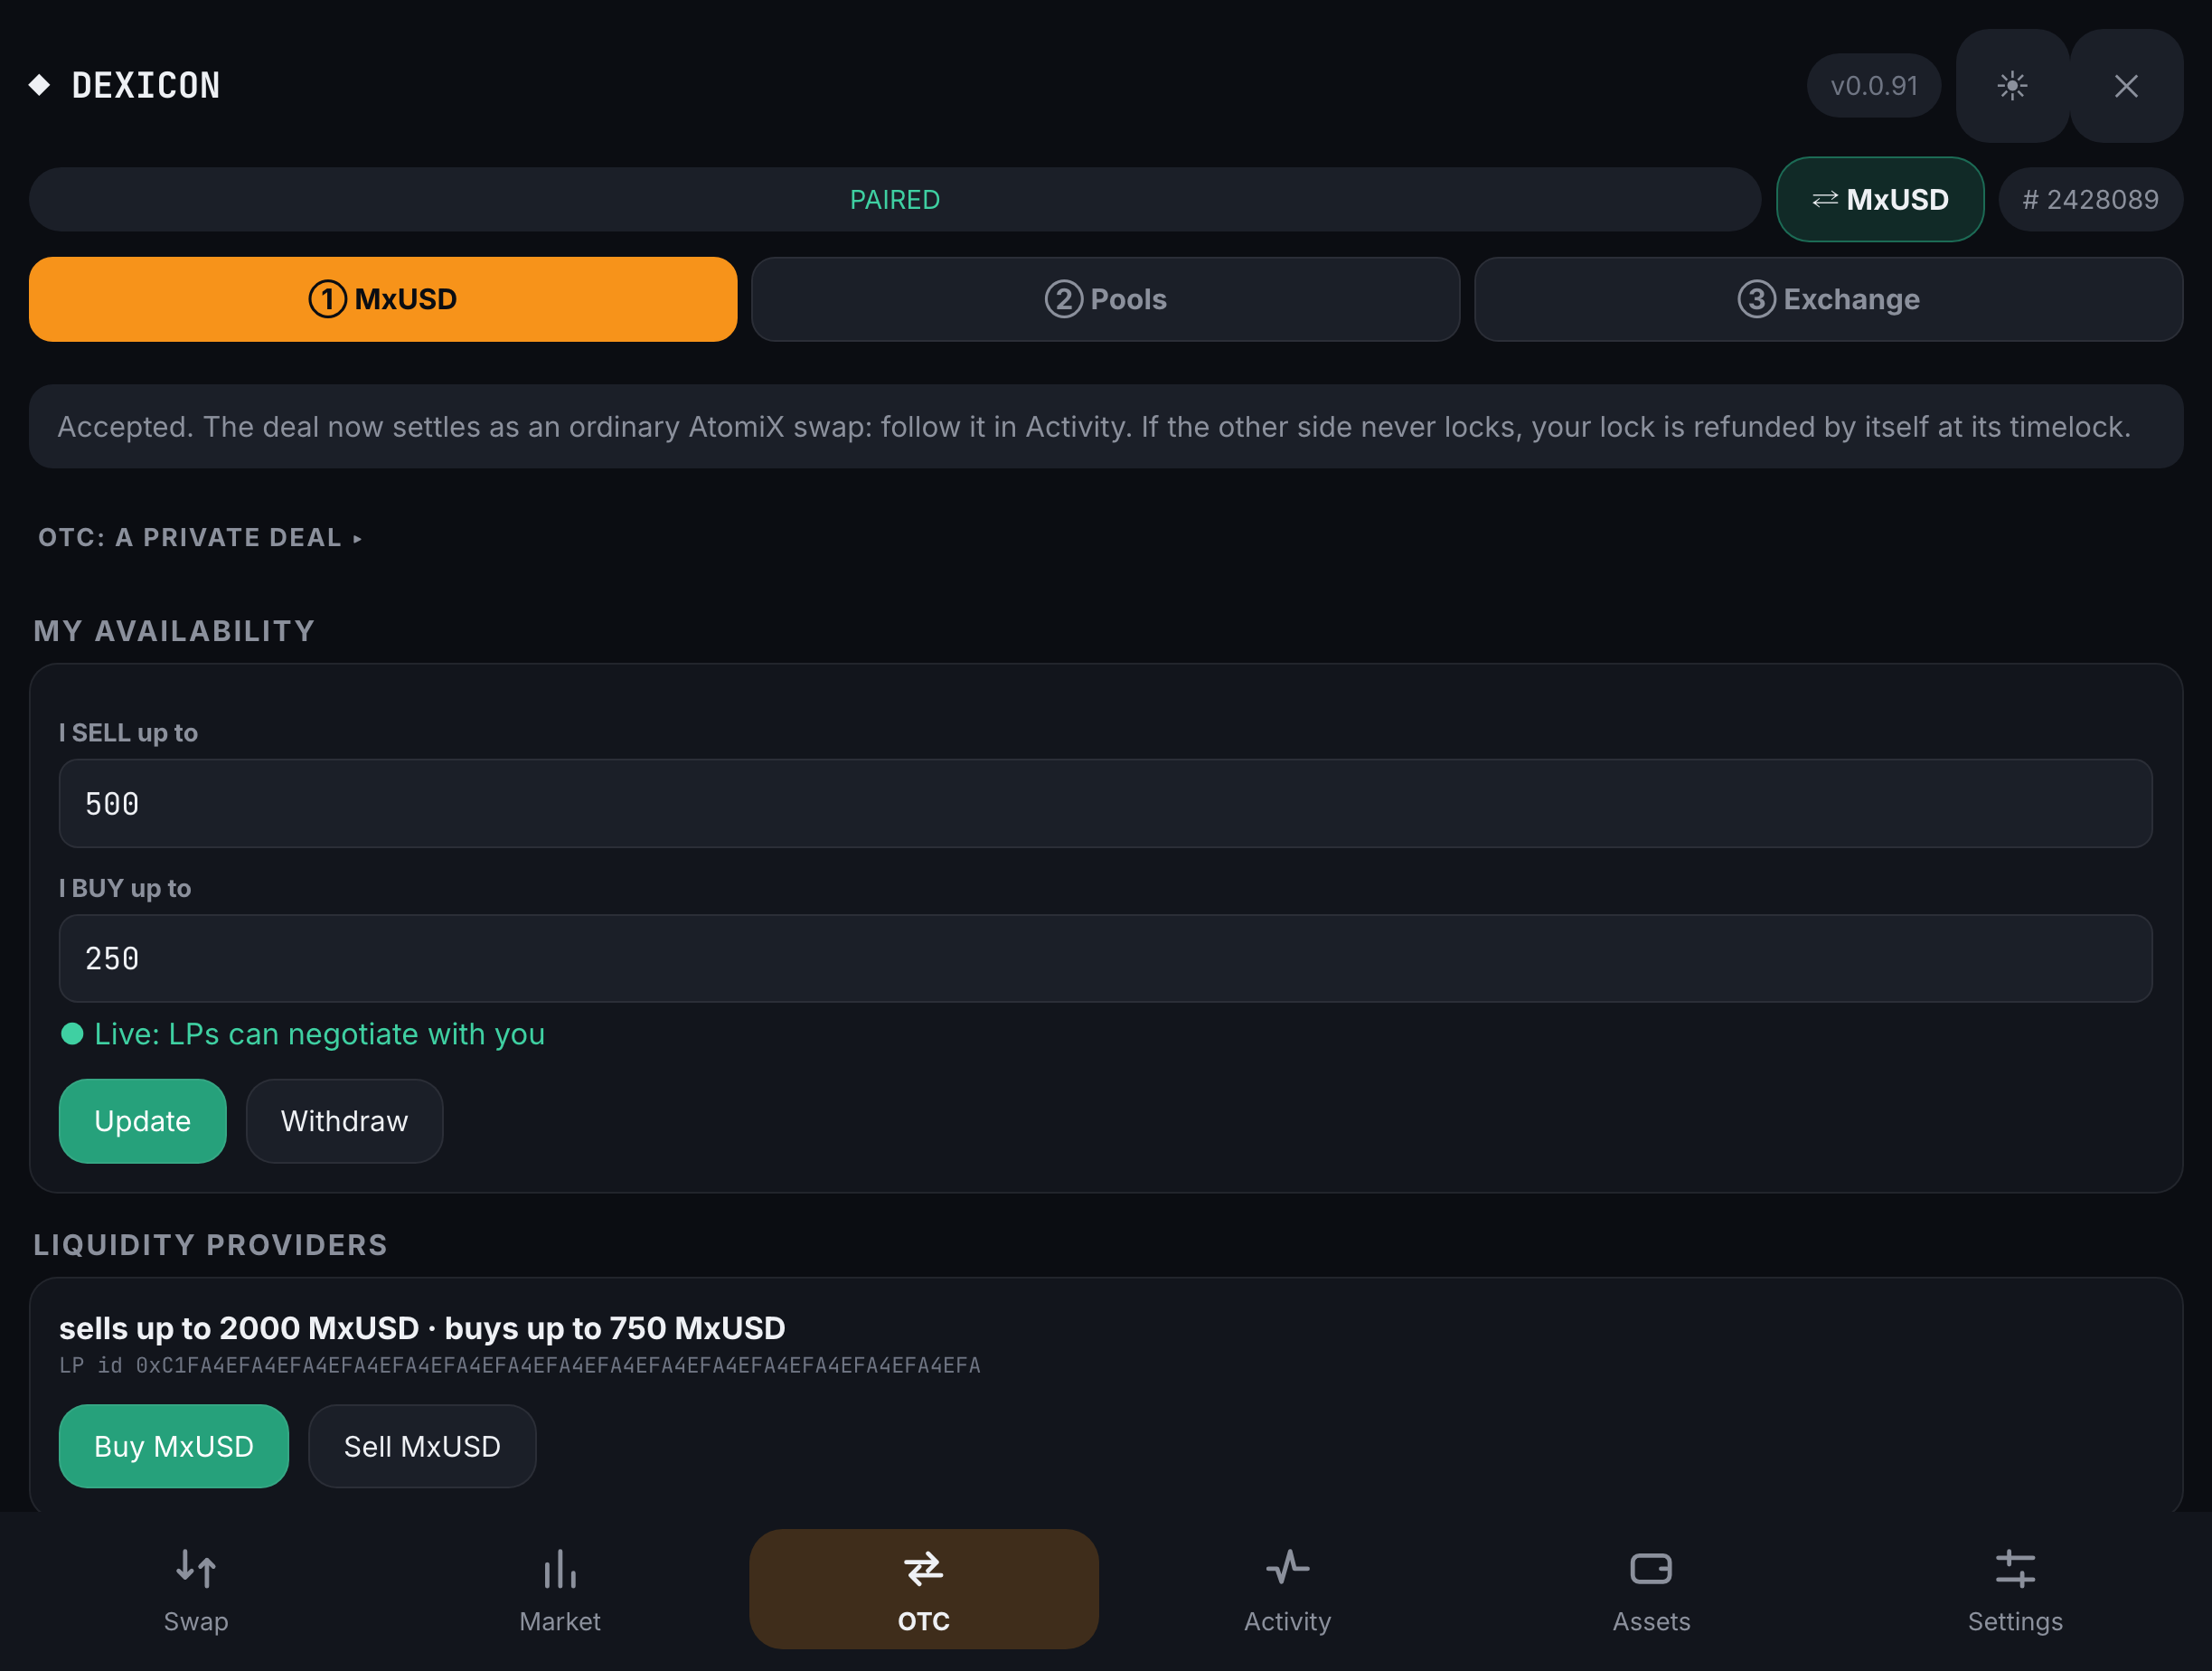 ◆ DEXICON
v0.0.91
PAIRED
⇄ MxUSD
# 2428089
① MxUSD
② Pools
③ Exchange
Accepted. The deal now settles as an ordinary AtomiX swap: follow it in Activity. If the other side never locks, your lock is refunded by itself at its timelock.
OTC: A PRIVATE DEAL ▸
MY AVAILABILITY
I SELL up to
500
I BUY up to
250
● Live: LPs can negotiate with you
Update
Withdraw
LIQUIDITY PROVIDERS
sells up to 2000 MxUSD · buys up to 750 MxUSD
LP id 0xC1FA4EFA4EFA4EFA4EFA4EFA4EFA4EFA4EFA4EFA4EFA4EFA4EFA4EFA4EFA4EFA4EFA
Buy MxUSD
Sell MxUSD
Swap
Market
OTC
Activity
Assets
Settings